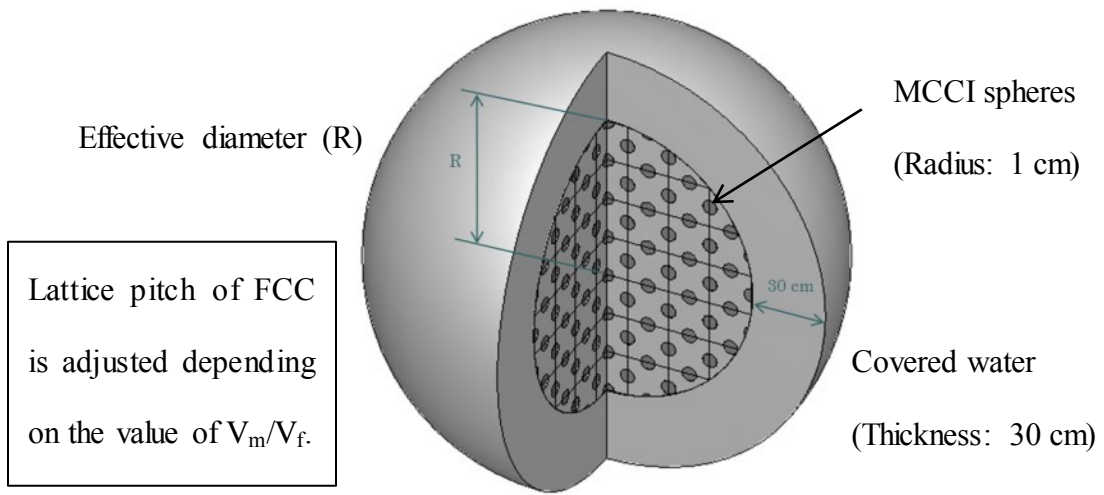 MCCI spheres
(Radius: 1 cm)
Effective diameter (R)
R
Lattice pitch of FCC
is adjusted depending
on the value of Vm/Vf.
30 cm
Covered water
(Thickness: 30 cm)